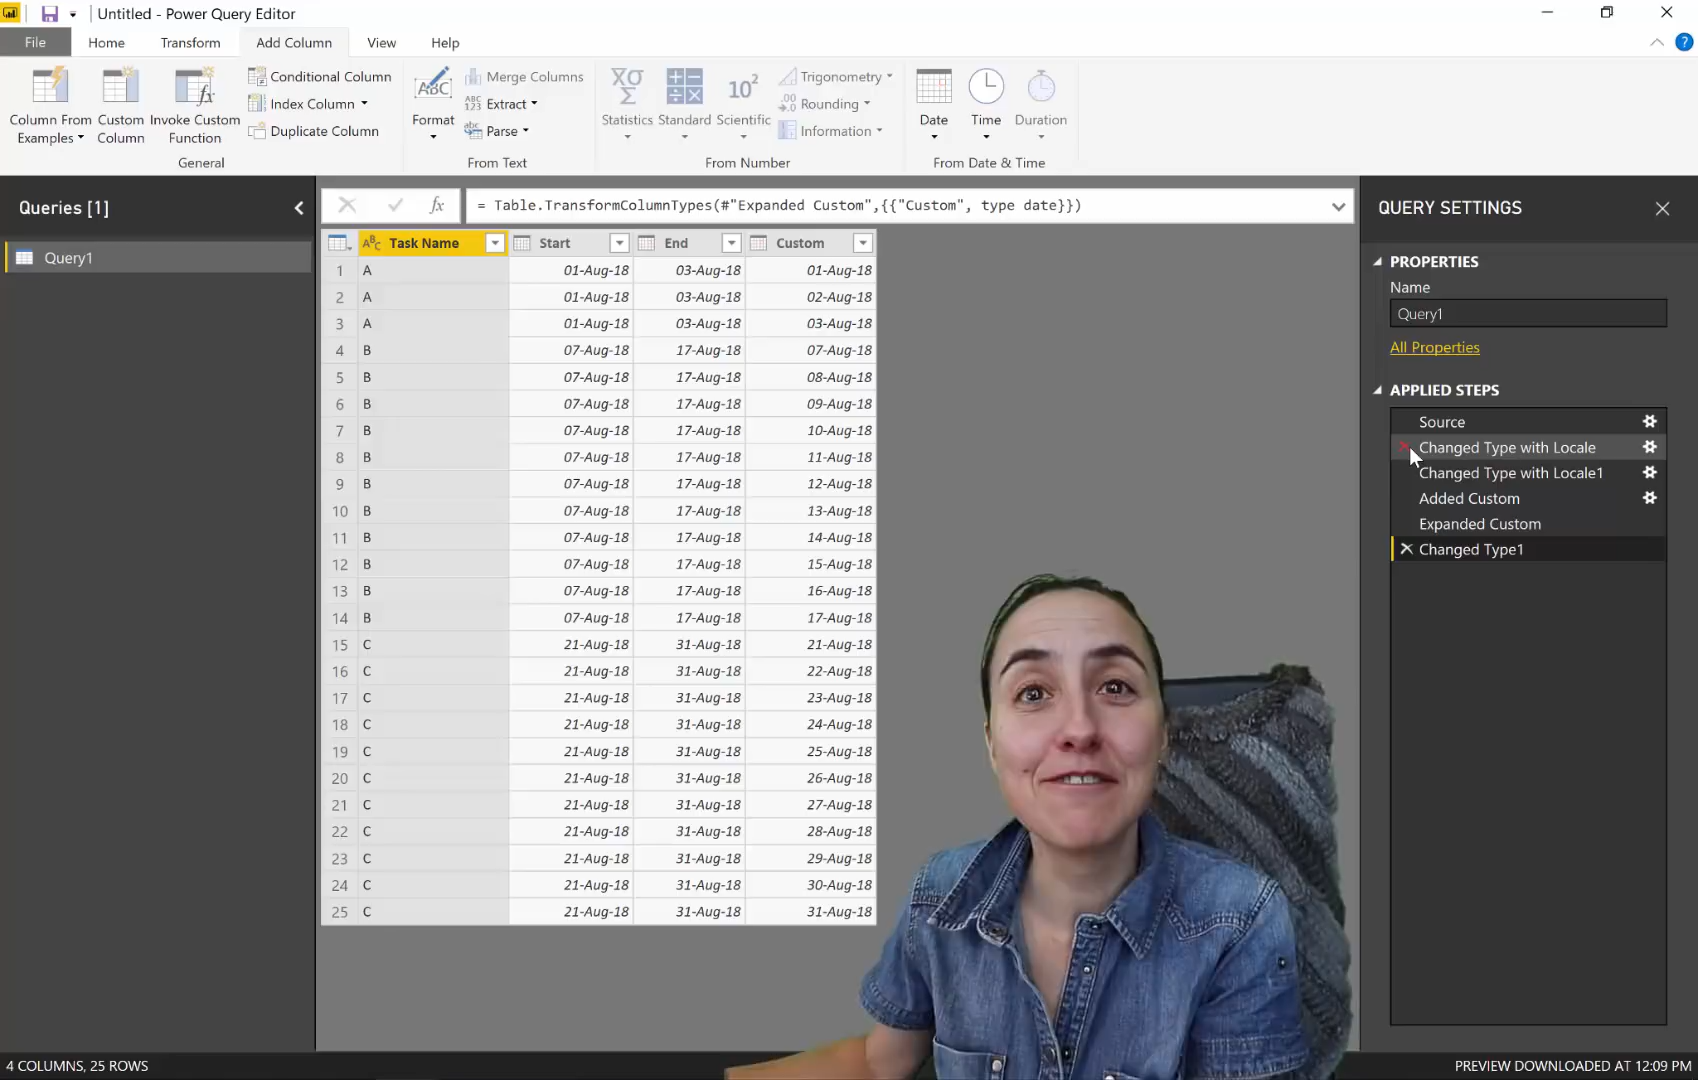 Untitled - Power Query Editor
File Home Transform Add Column View Help
Column From Examples
Custom Column
Invoke Custom Function
Conditional Column
Index Column
Duplicate Column
General
Format
Merge Columns
Extract
Parse
From Text
Statistics
Standard
Scientific
Trigonometry
Rounding
Information
From Number
Date
Time
Duration
From Date & Time
Queries [1]
Query1
fx = Table.TransformColumnTypes(#"Expanded Custom",{{"Custom", type date}})
Task Name Start End Custom
1 A 01-Aug-18 03-Aug-18 01-Aug-18
2 A 01-Aug-18 03-Aug-18 02-Aug-18
3 A 01-Aug-18 03-Aug-18 03-Aug-18
4 B 07-Aug-18 17-Aug-18 07-Aug-18
5 B 07-Aug-18 17-Aug-18 08-Aug-18
6 B 07-Aug-18 17-Aug-18 09-Aug-18
7 B 07-Aug-18 17-Aug-18 10-Aug-18
8 B 07-Aug-18 17-Aug-18 11-Aug-18
9 B 07-Aug-18 17-Aug-18 12-Aug-18
10 B 07-Aug-18 17-Aug-18 13-Aug-18
11 B 07-Aug-18 17-Aug-18 14-Aug-18
12 B 07-Aug-18 17-Aug-18 15-Aug-18
13 B 07-Aug-18 17-Aug-18 16-Aug-18
14 B 07-Aug-18 17-Aug-18 17-Aug-18
15 C 21-Aug-18 31-Aug-18 21-Aug-18
16 C 21-Aug-18 31-Aug-18 22-Aug-18
17 C 21-Aug-18 31-Aug-18 23-Aug-18
18 C 21-Aug-18 31-Aug-18 24-Aug-18
19 C 21-Aug-18 31-Aug-18 25-Aug-18
20 C 21-Aug-18 31-Aug-18 26-Aug-18
21 C 21-Aug-18 31-Aug-18 27-Aug-18
22 C 21-Aug-18 31-Aug-18 28-Aug-18
23 C 21-Aug-18 31-Aug-18 29-Aug-18
24 C 21-Aug-18 31-Aug-18 30-Aug-18
25 C 21-Aug-18 31-Aug-18 31-Aug-18
QUERY SETTINGS
PROPERTIES
Name
Query1
All Properties
APPLIED STEPS
Source
Changed Type with Locale
Changed Type with Locale1
Added Custom
Expanded Custom
Changed Type1
4 COLUMNS, 25 ROWS
PREVIEW DOWNLOADED AT 12:09 PM